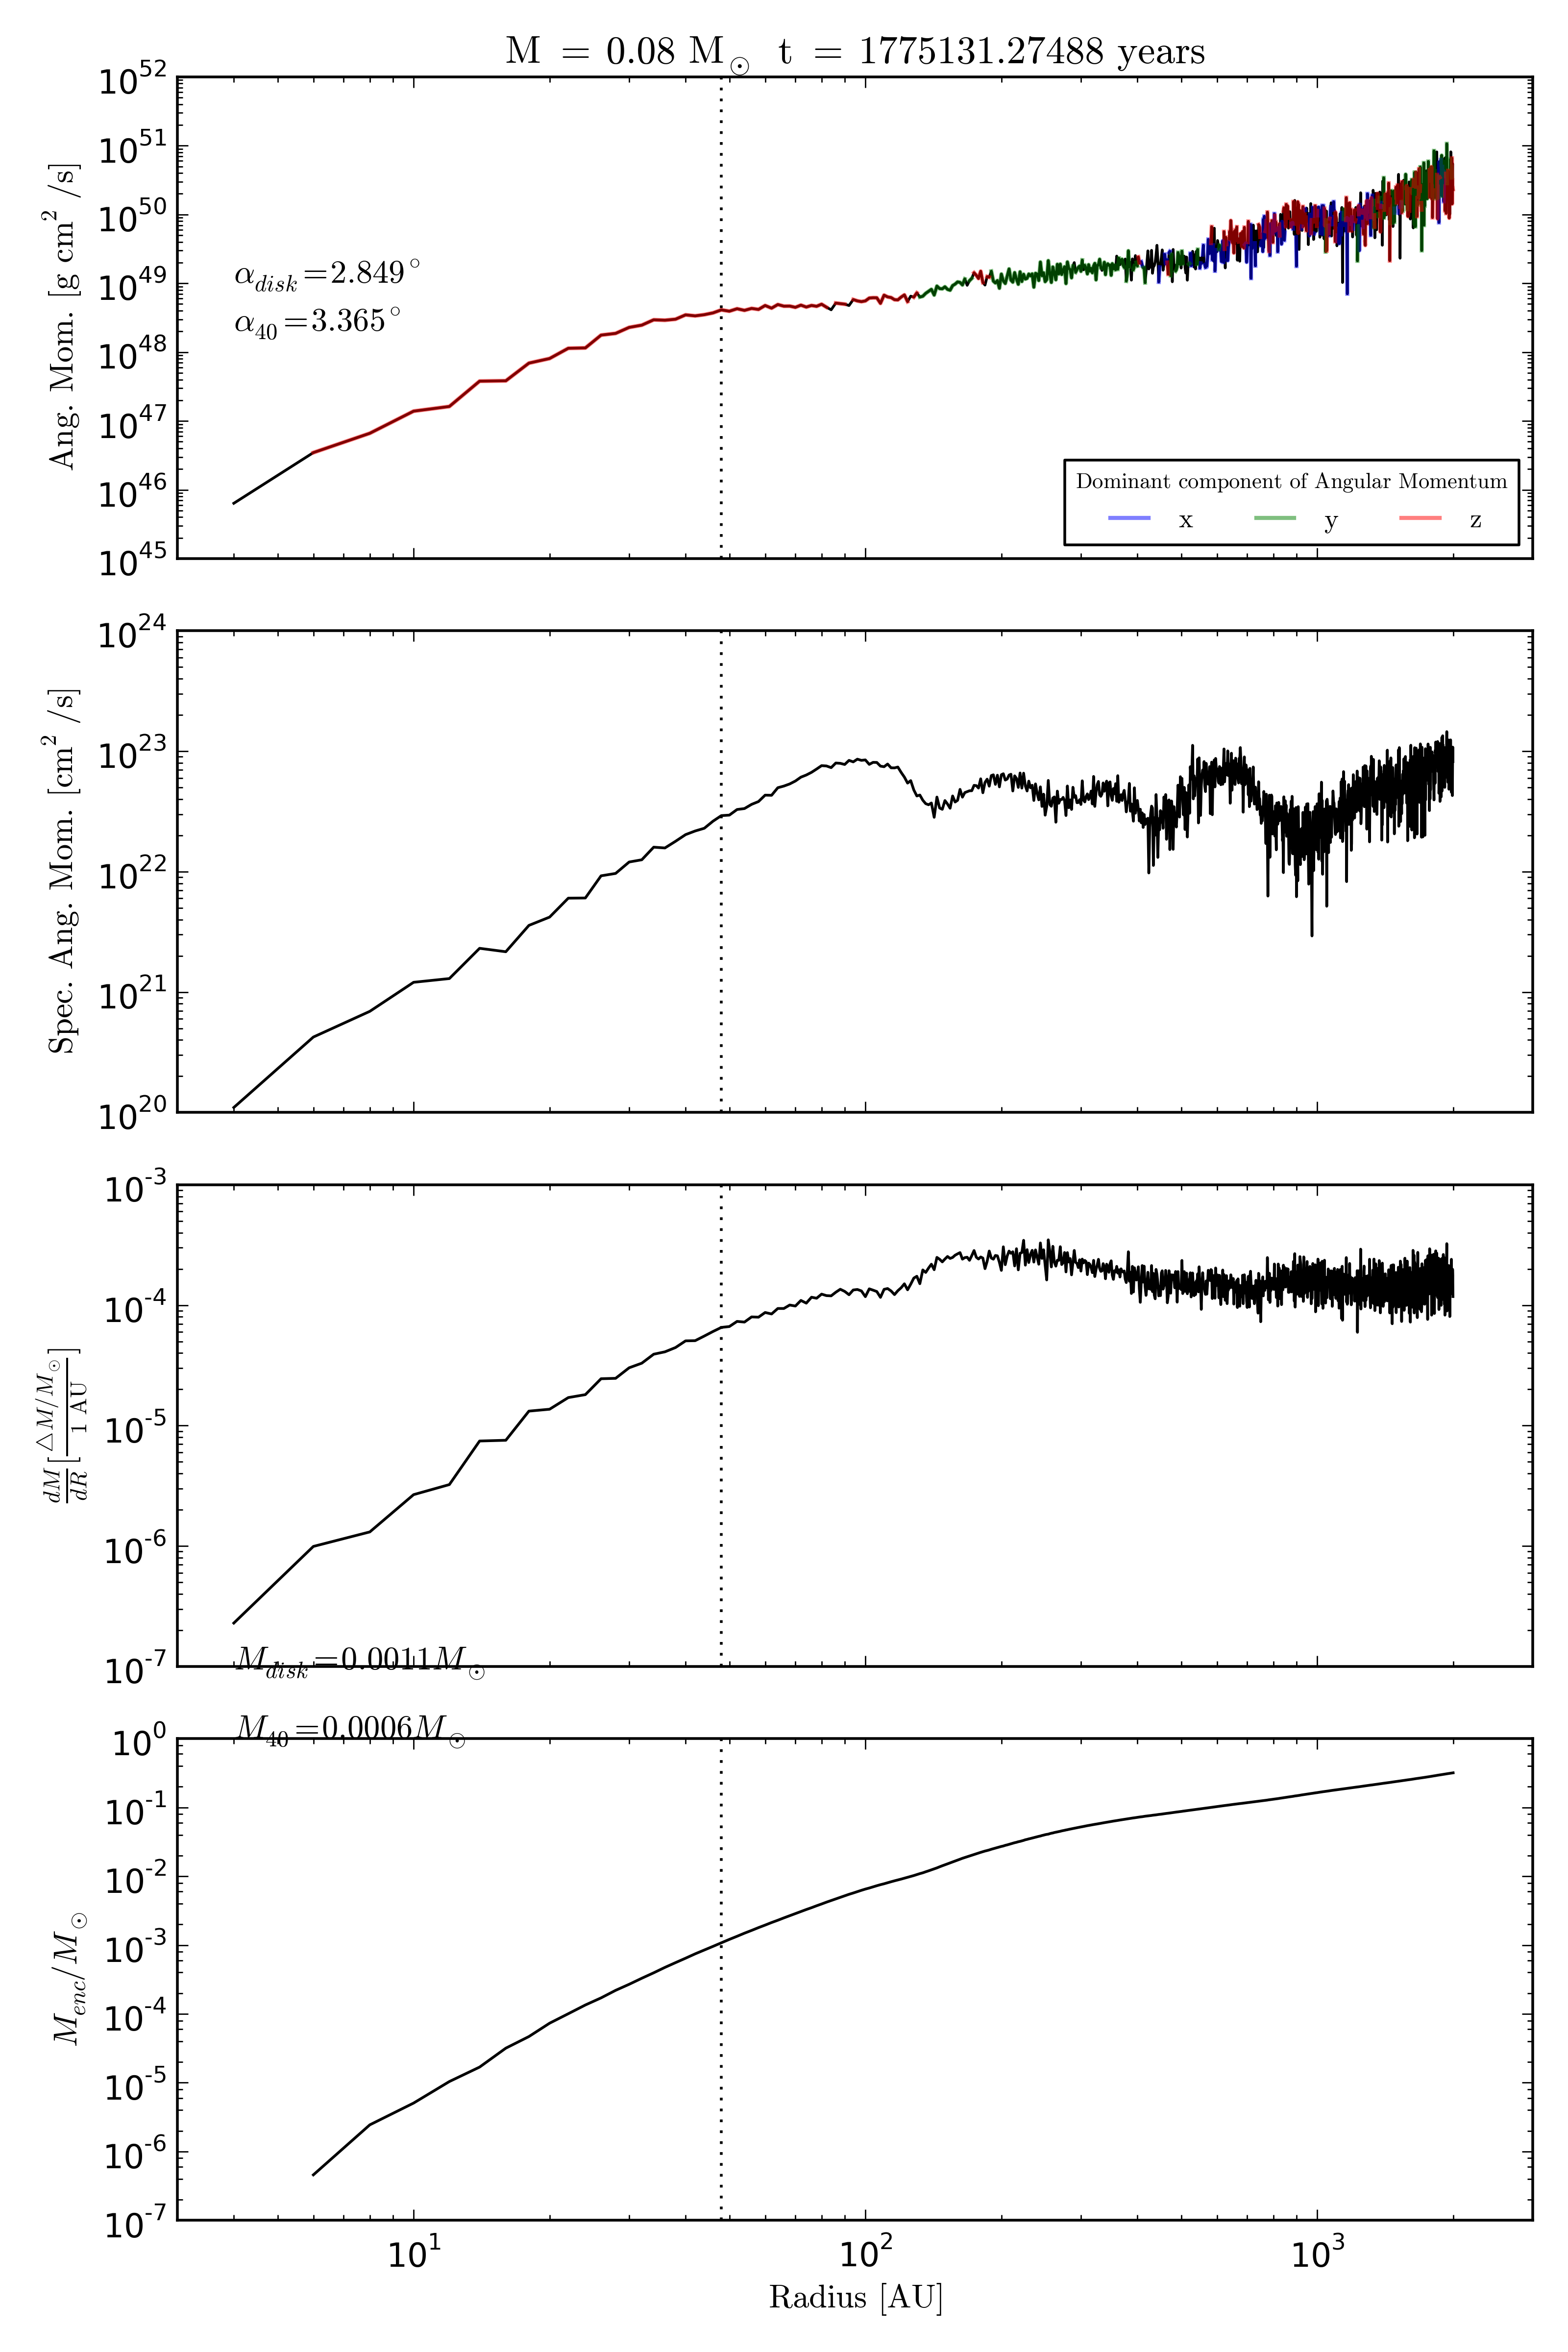 M = 0.08 M⊙ t = 1775131.27488 years
10^52
10^51
10^50
10^49
10^48
10^47
10^46
10^45
Ang. Mom. [g cm^2 /s]
α_disk=2.849°
α_40=3.365°
Dominant component of Angular Momentum
x y z
10^24
10^23
10^22
10^21
10^20
Spec. Ang. Mom. [cm^2 /s]
10^-3
10^-4
10^-5
10^-6
10^-7
dM/dR [△M/M⊙ / 1 AU]
M_disk=0.0011M⊙
M_40=0.0006M⊙
10^0
10^-1
10^-2
10^-3
10^-4
10^-5
10^-6
10^-7
M_enc/M⊙
10^1 10^2 10^3
Radius [AU]